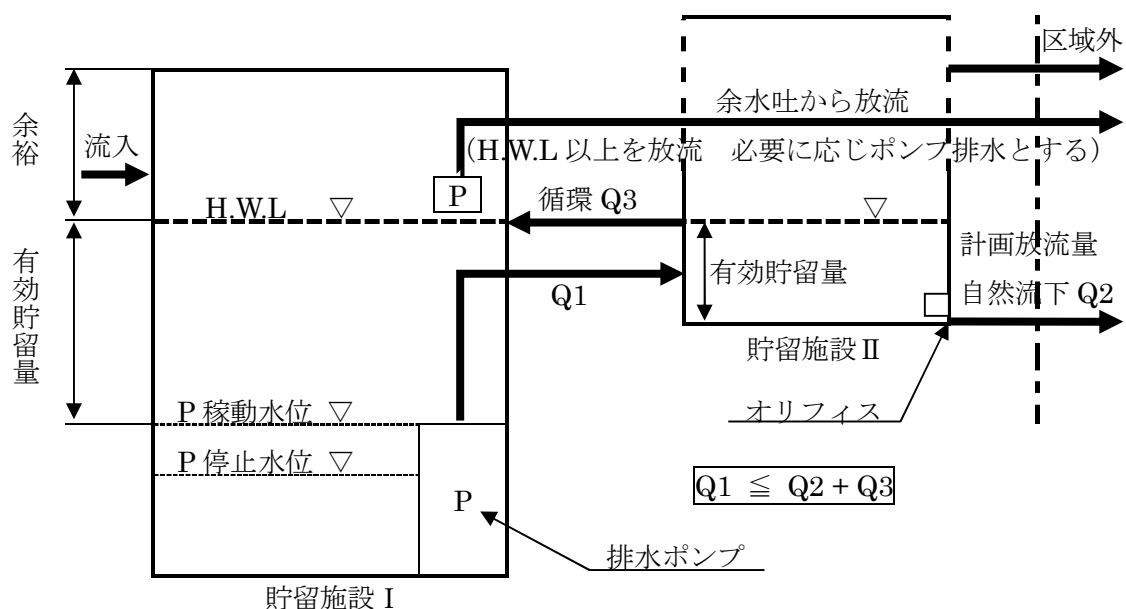 区域外
余水吐から放流
余裕
流入
(H.W.L 以上を放流 必要に応じポンプ排水とする)
P
循環 Q3
H.W.L ▽
▽
計画放流量
有効貯留量
有効貯留量
自然流下 Q2
Q1
貯留施設Ⅱ
P 稼動水位 ▽
オリフィス
P 停止水位 ▽
Q1 ≦ Q2 + Q3
P
排水ポンプ
貯留施設Ⅰ